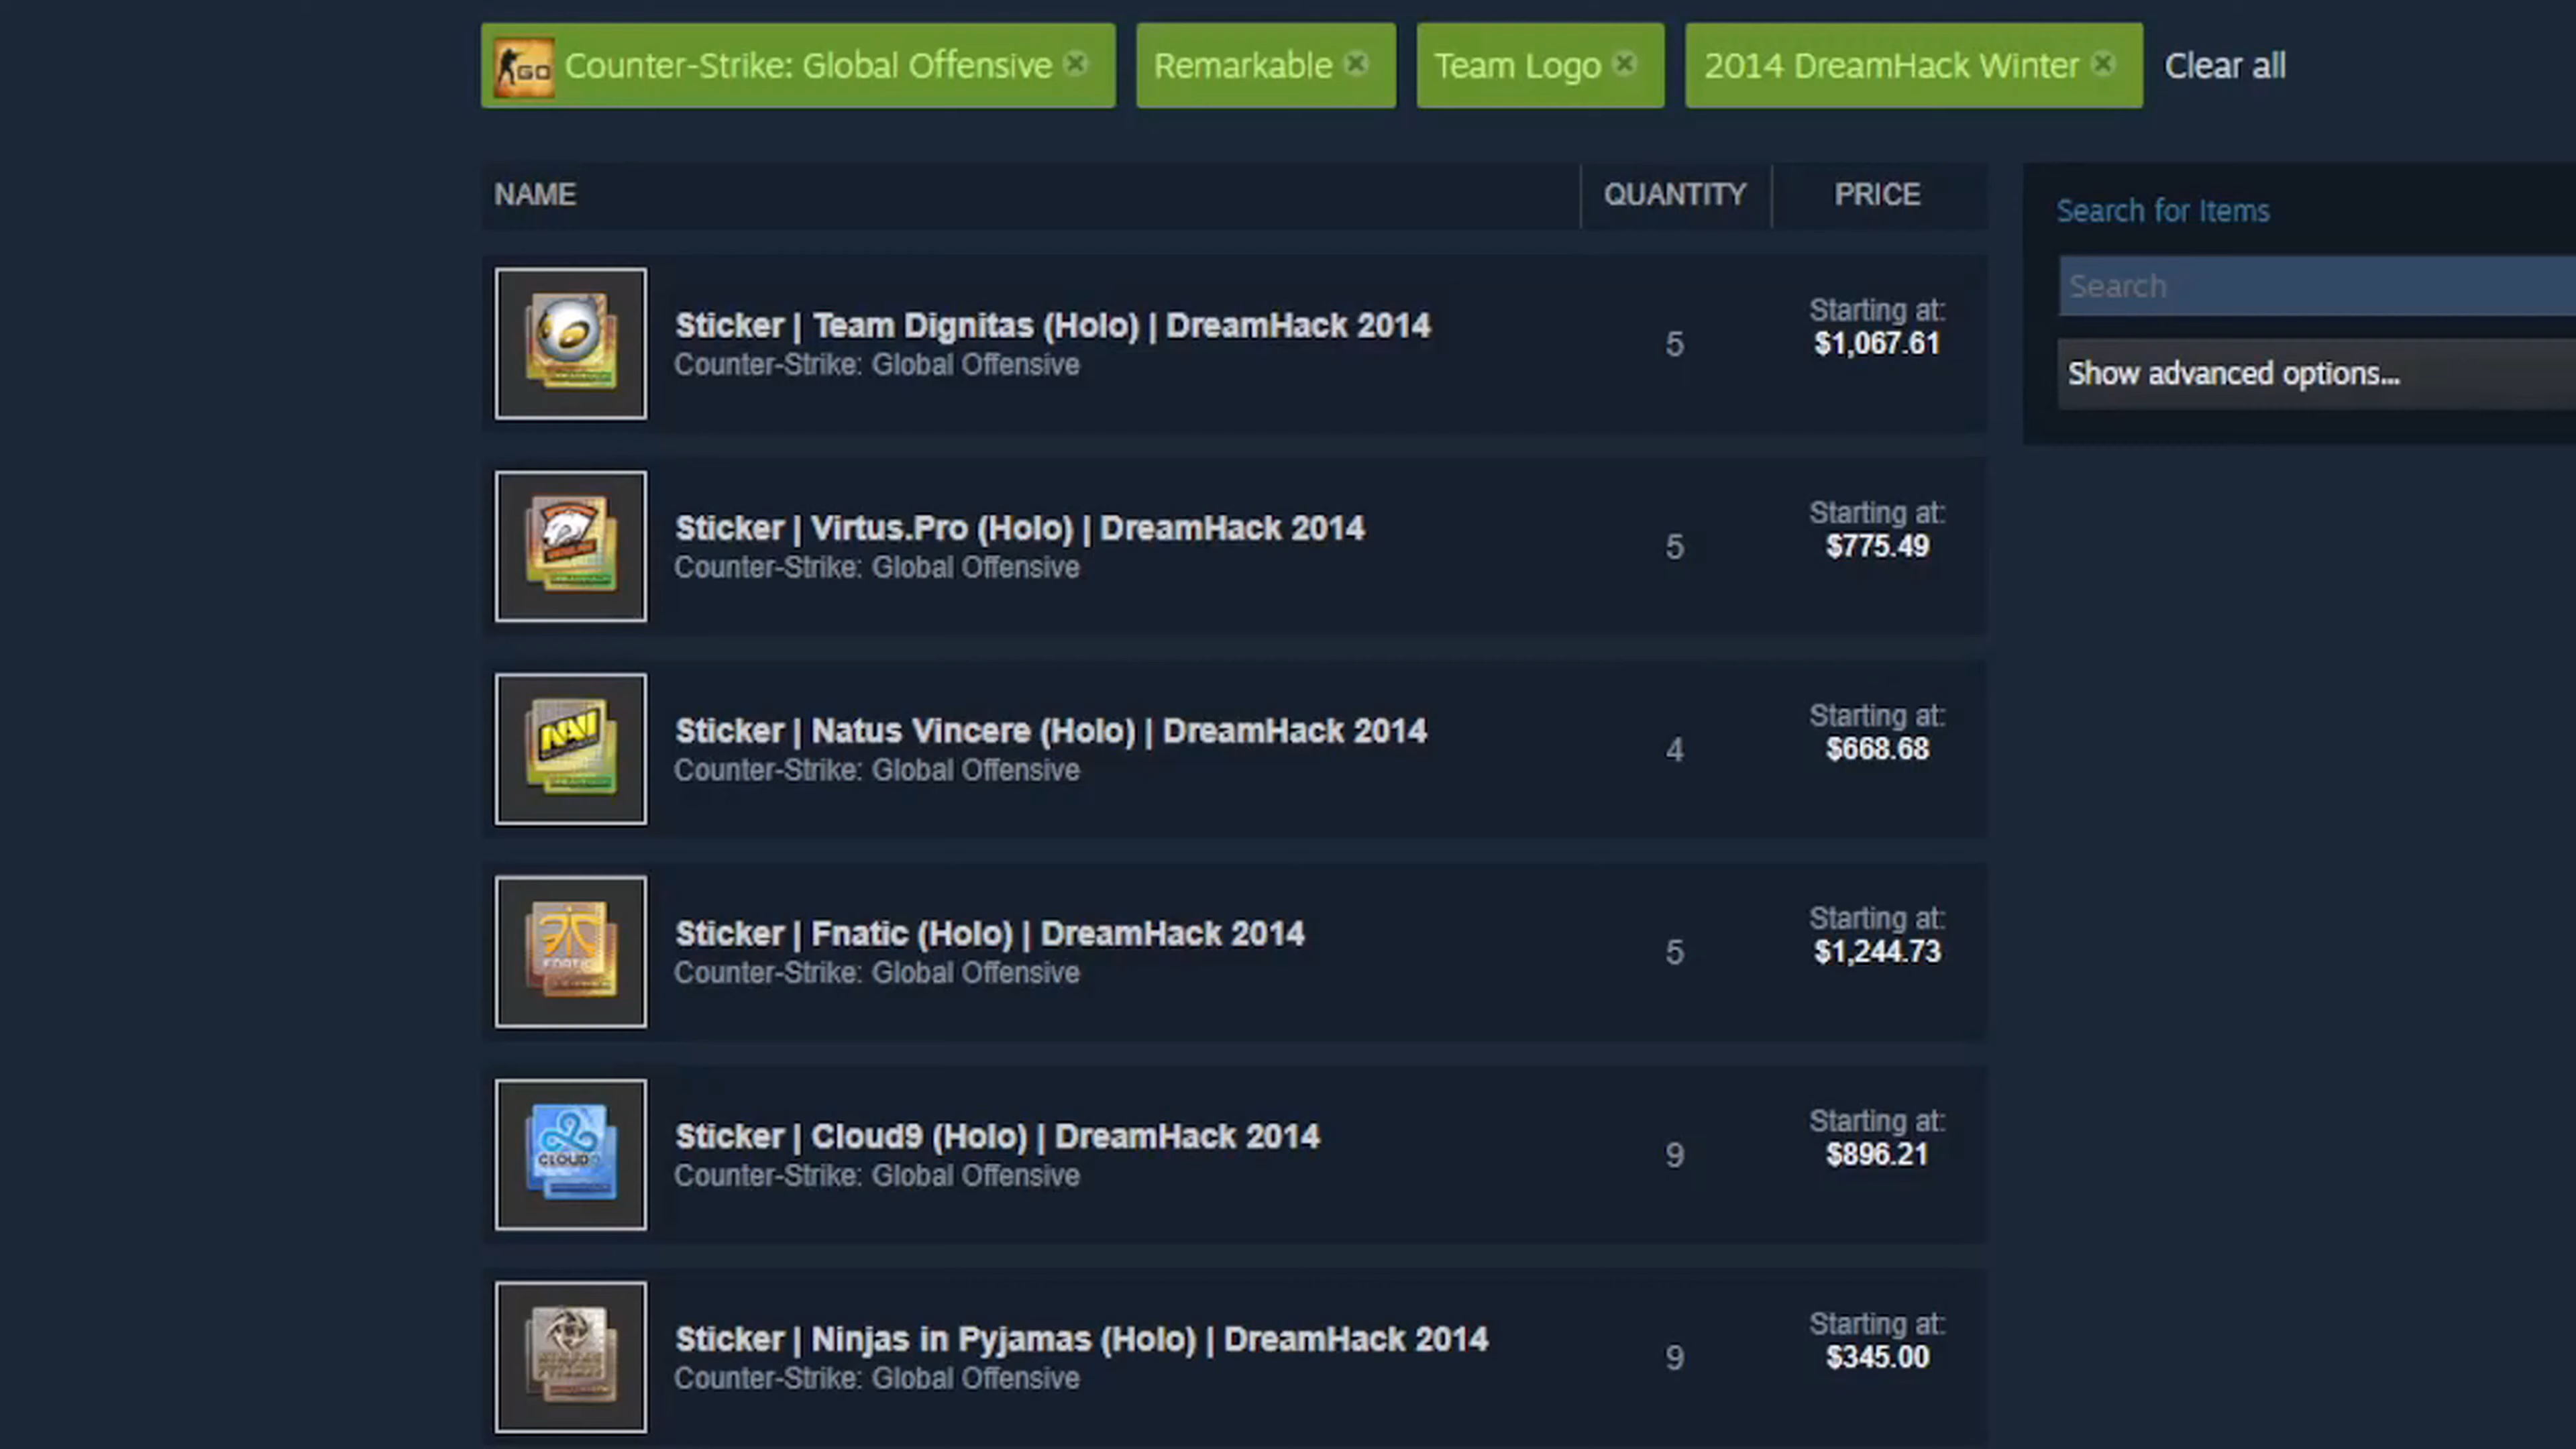 GO Counter-Strike: Global Offensive Remarkable Team Logo 2014 DreamHack Winter Clear all
NAME QUANTITY PRICE
Search for Items
Search
Show advanced options...
Sticker | Team Dignitas (Holo) | DreamHack 2014
Counter-Strike: Global Offensive
5
Starting at:
$1,067.61
Sticker | Virtus.Pro (Holo) | DreamHack 2014
Counter-Strike: Global Offensive
5
Starting at:
$775.49
NAVI
Sticker | Natus Vincere (Holo) | DreamHack 2014
Counter-Strike: Global Offensive
4
Starting at:
$668.68
FNATIC
Sticker | Fnatic (Holo) | DreamHack 2014
Counter-Strike: Global Offensive
5
Starting at:
$1,244.73
CLOUD9
Sticker | Cloud9 (Holo) | DreamHack 2014
Counter-Strike: Global Offensive
9
Starting at:
$896.21
Sticker | Ninjas in Pyjamas (Holo) | DreamHack 2014
Counter-Strike: Global Offensive
9
Starting at:
$345.00